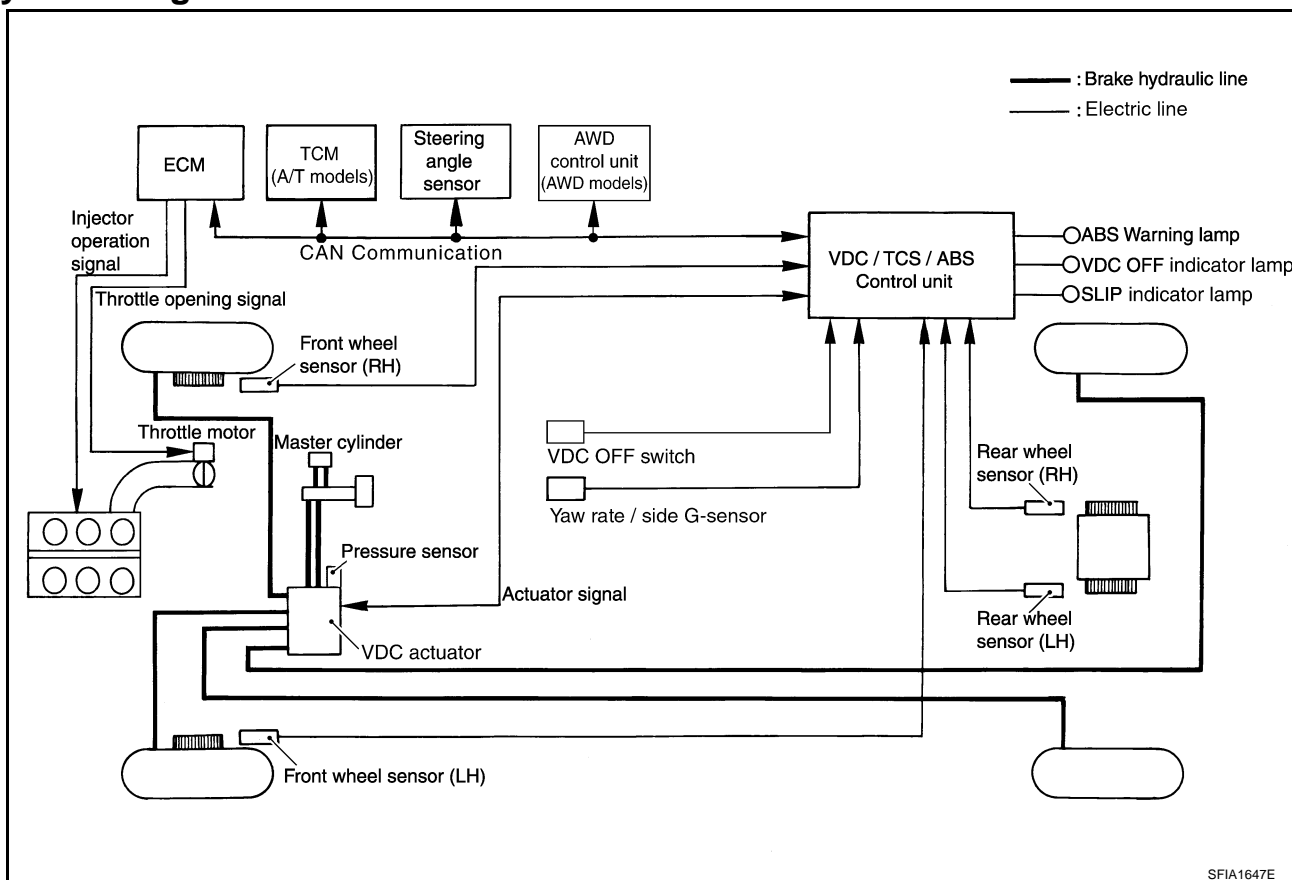 : Brake hydraulic line
: Electric line
ECM
TCM
(A/T models)
Steering
angle
sensor
AWD
control unit
(AWD models)
Injector
operation
signal
CAN Communication
VDC / TCS / ABS
Control unit
ABS Warning lamp
VDC OFF indicator lamp
SLIP indicator lamp
Throttle opening signal
Front wheel
sensor (RH)
Throttle motor
Master cylinder
VDC OFF switch
Yaw rate / side G-sensor
Rear wheel
sensor (RH)
Pressure sensor
Actuator signal
VDC actuator
Rear wheel
sensor (LH)
Front wheel sensor (LH)
SFIA1647E